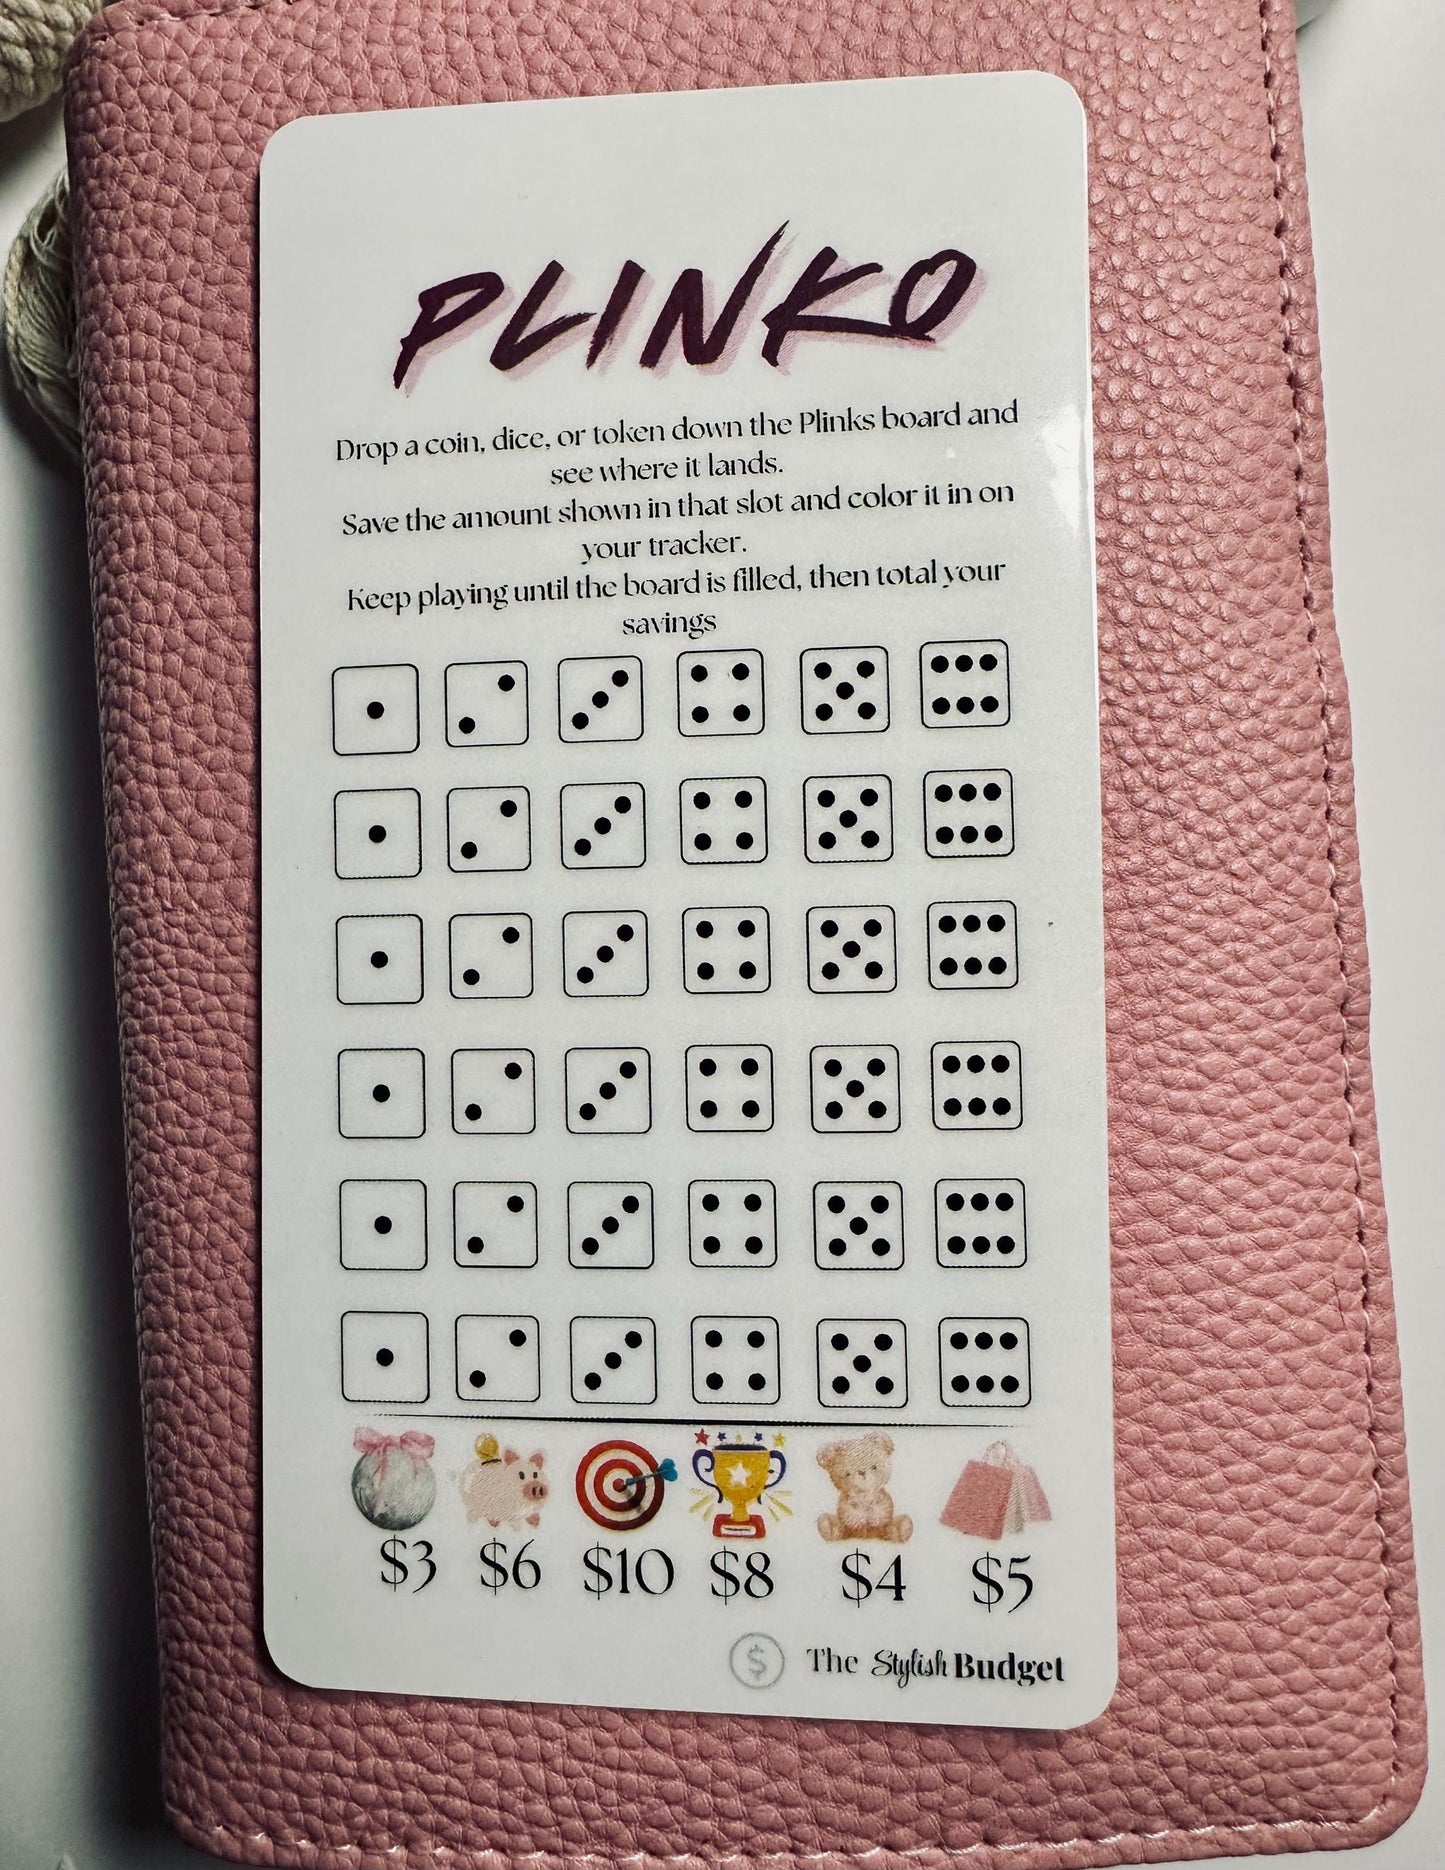 PLINKO
Drop a coin, dice, or token down the Plinks board and
see where it lands.
Save the amount shown in that slot and color it in on
your tracker.
Keep playing until the board is filled, then total your
savings
$3 $6 $10 $8 $4 $5
$ The Stylish Budget